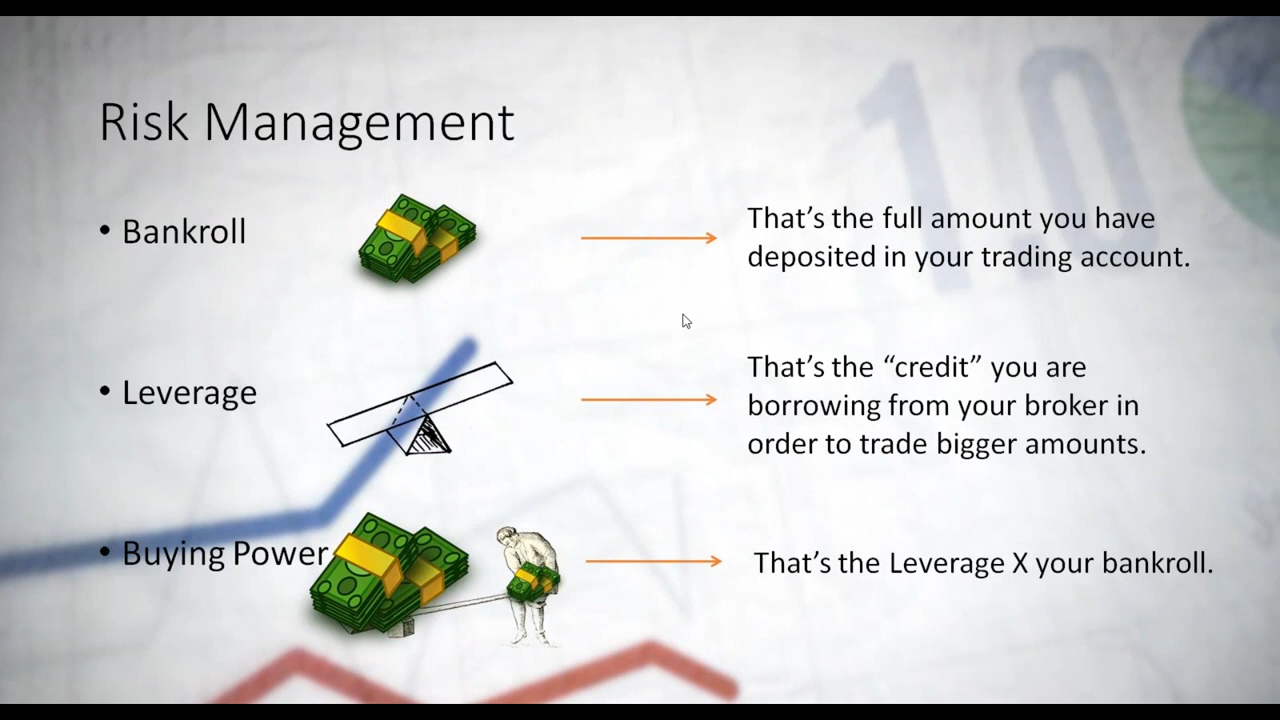 Risk Management
• Bankroll
That’s the full amount you have
deposited in your trading account.
• Leverage
That’s the “credit” you are
borrowing from your broker in
order to trade bigger amounts.
• Buying Power
That’s the Leverage X your bankroll.
10